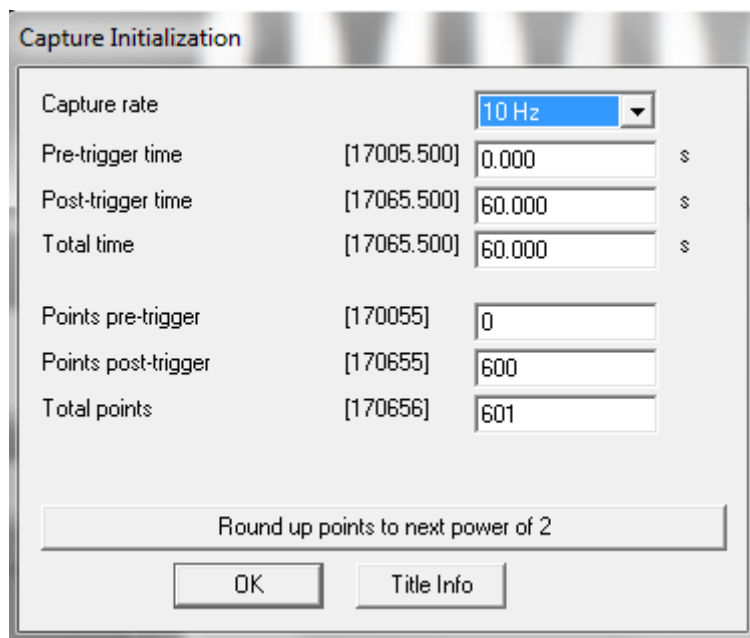 Capture Initialization
Capture rate 10 Hz
Pre-trigger time [17005.500] 0.000 s
Post-trigger time [17065.500] 60.000 s
Total time [17065.500] 60.000 s
Points pre-trigger [170055] 0
Points post-trigger [170655] 600
Total points [170656] 601
Round up points to next power of 2
OK Title Info